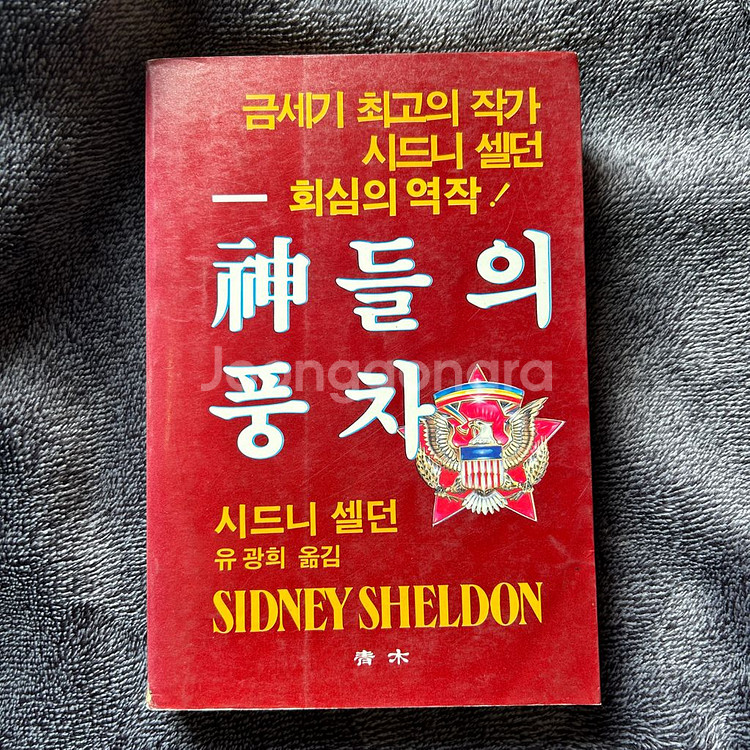 금세기 최고의 작가
시드니 셀던
— 회심의 역작!
神들의
Joonggonara
풍차
시드니 셀던
유광희 옮김
SIDNEY SHELDON
靑木